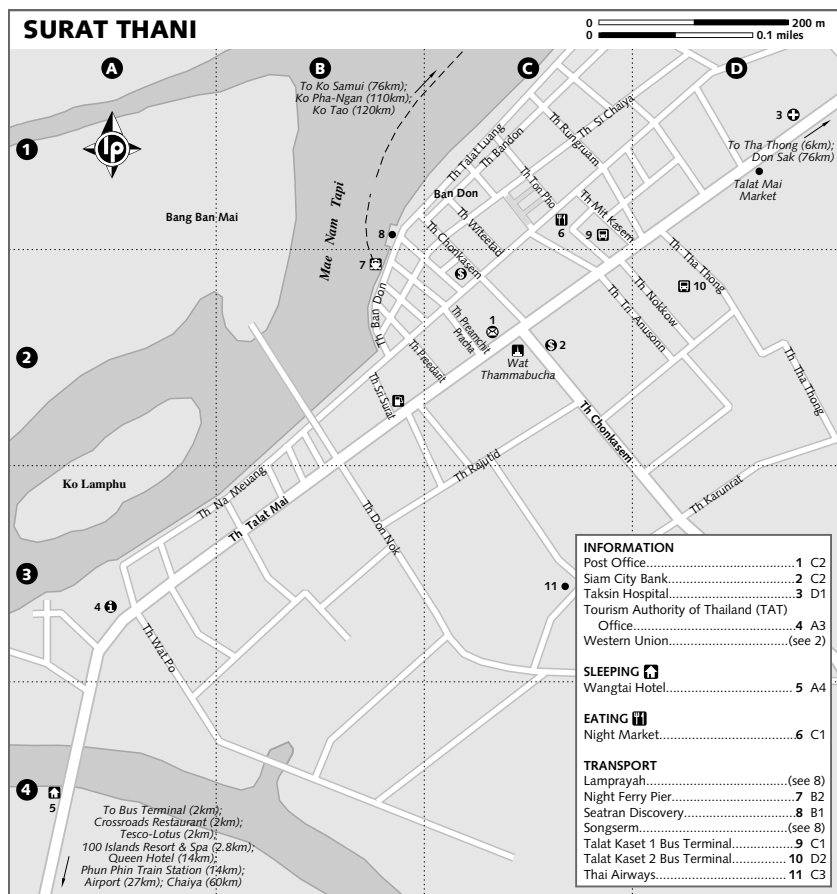 SURAT THANI
0 200 m
0 0.1 miles
A
B
C
D
1
2
3
4
lp
To Ko Samui (76km);
Ko Pha-Ngan (110km);
Ko Tao (120km)
Mae Nam Tapi
Bang Ban Mai
Ko Lamphu
Ban Don
Th Talat Luang
Th Bandon
Th Rungruam
Th Si Chaiya
Th Ton Pho
Th Witeetad
Th Mit Kasem
Th Chonkasem
Th Ban Don
Th Preamchit
Pracha
Th Preedarit
Th Sri Surat
3
To Tha Thong (6km);
Don Sak (76km)
Talat Mai
Market
6
9
8
7
10
Th Tha Thong
Th Nokkow
Th Tri-Anusonn
Th Tha Thong
$
1
$ 2
Wat
Thammabucha
Th Chonkasem
Th Rajutid
Th Karunrat
Th Na Meuang
Th Talat Mai
Th Don Nok
11
4
Th Wat Po
5
To Bus Terminal (2km);
Crossroads Restaurant (2km);
Tesco-Lotus (2km);
100 Islands Resort & Spa (2.8km);
Queen Hotel (14km);
Phun Phin Train Station (14km);
Airport (27km); Chaiya (60km)
INFORMATION
Post Office 1 C2
Siam City Bank 2 C2
Taksin Hospital 3 D1
Tourism Authority of Thailand (TAT)
Office 4 A3
Western Union (see 2)
SLEEPING
Wangtai Hotel 5 A4
EATING
Night Market 6 C1
TRANSPORT
Lamprayah (see 8)
Night Ferry Pier 7 B2
Seatran Discovery 8 B1
Songserm (see 8)
Talat Kaset 1 Bus Terminal 9 C1
Talat Kaset 2 Bus Terminal 10 D2
Thai Airways 11 C3